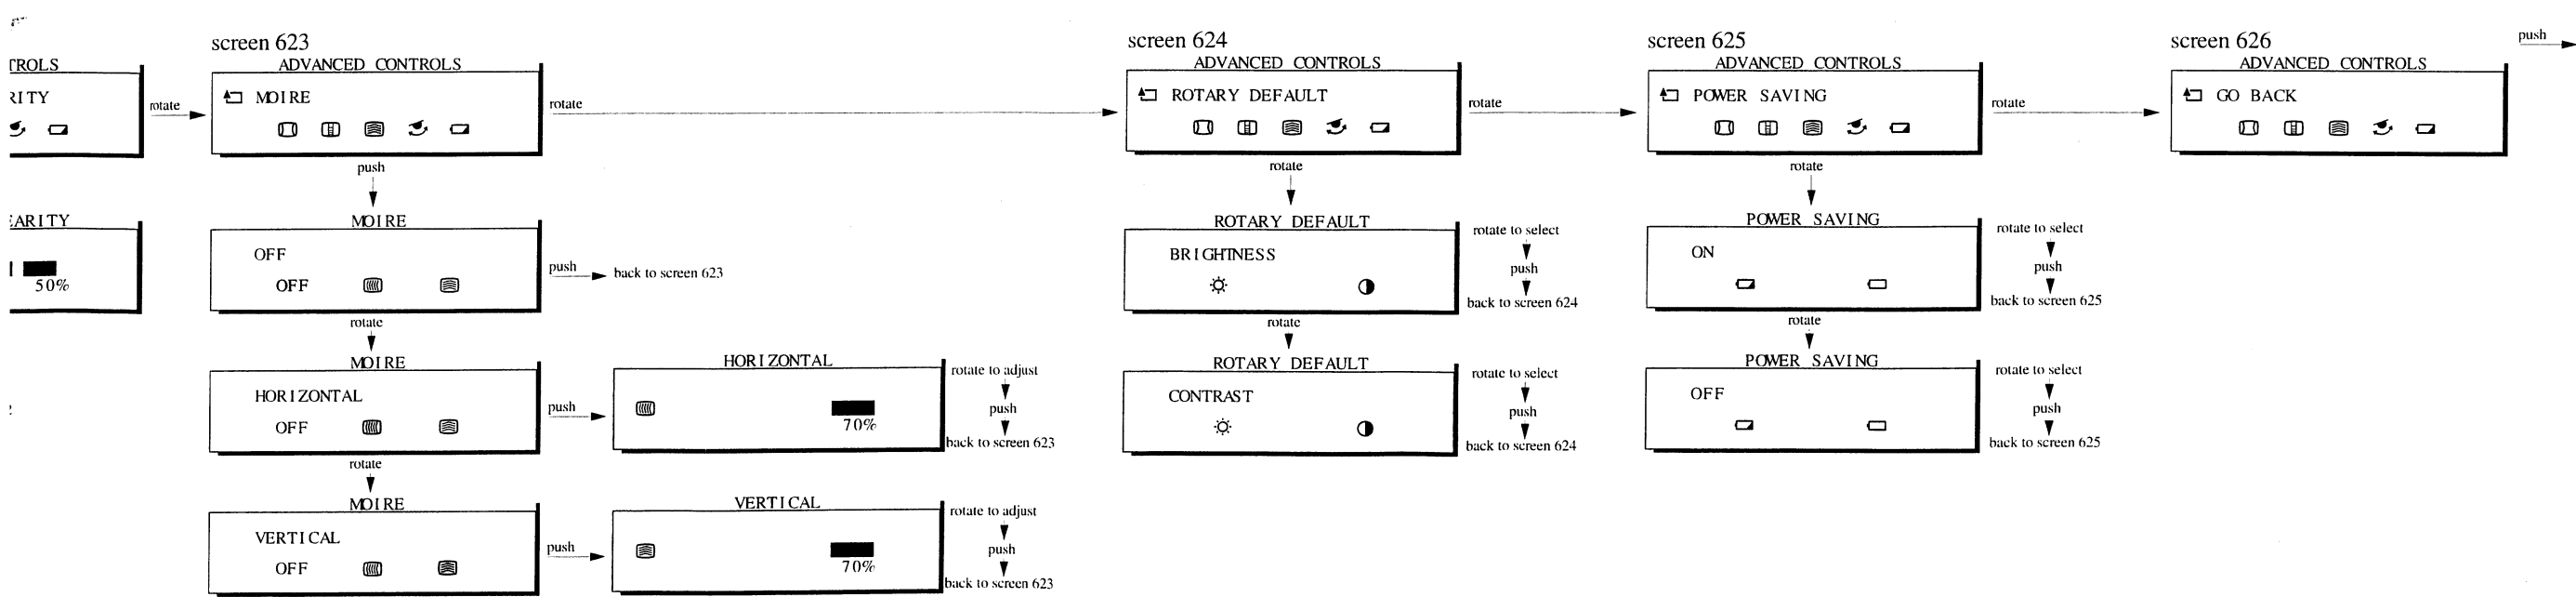 screen 623
screen 624
screen 625
screen 626
push
TROLS
ADVANCED CONTROLS
ADVANCED CONTROLS
ADVANCED CONTROLS
ADVANCED CONTROLS
RITY
rotate
MOIRE
rotate
ROTARY DEFAULT
rotate
POWER SAVING
rotate
GO BACK
push
rotate
rotate
EARITY
MOIRE
ROTARY DEFAULT
POWER SAVING
OFF
OFF
push
back to screen 623
BRIGHTNESS
rotate to select
push
back to screen 624
ON
rotate to select
push
back to screen 625
50%
rotate
rotate
rotate
MOIRE
HORIZONTAL
ROTARY DEFAULT
POWER SAVING
HORIZONTAL
OFF
push
70%
rotate to adjust
push
back to screen 623
CONTRAST
rotate to select
push
back to screen 624
OFF
rotate to select
push
back to screen 625
rotate
MOIRE
VERTICAL
VERTICAL
OFF
push
70%
rotate to adjust
push
back to screen 623